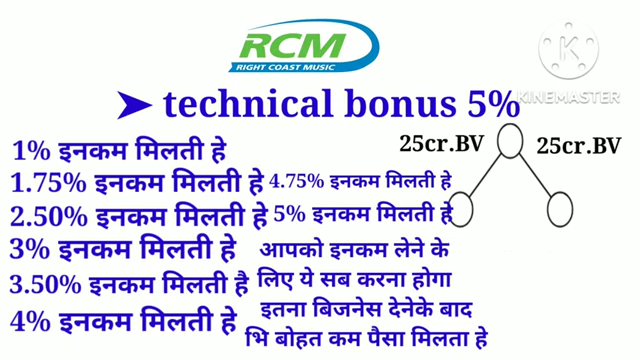 RCM
RIGHT COAST MUSIC
KINEMASTER
➤ technical bonus 5%
25cr.BV
25cr.BV
1% इनकम मिलती हे
1.75% इनकम मिलती हे
2.50% इनकम मिलती हे
3% इनकम मिलती हे
3.50% इनकम मिलती है
4% इनकम मिलती हे
4.75% इनकम मिलती हे
5% इनकम मिलती हे
आपको इनकम लेने के
लिए ये सब करना होगा
इतना बिजनेस देनेके बाद
भि बोहत कम पैसा मिलता हे